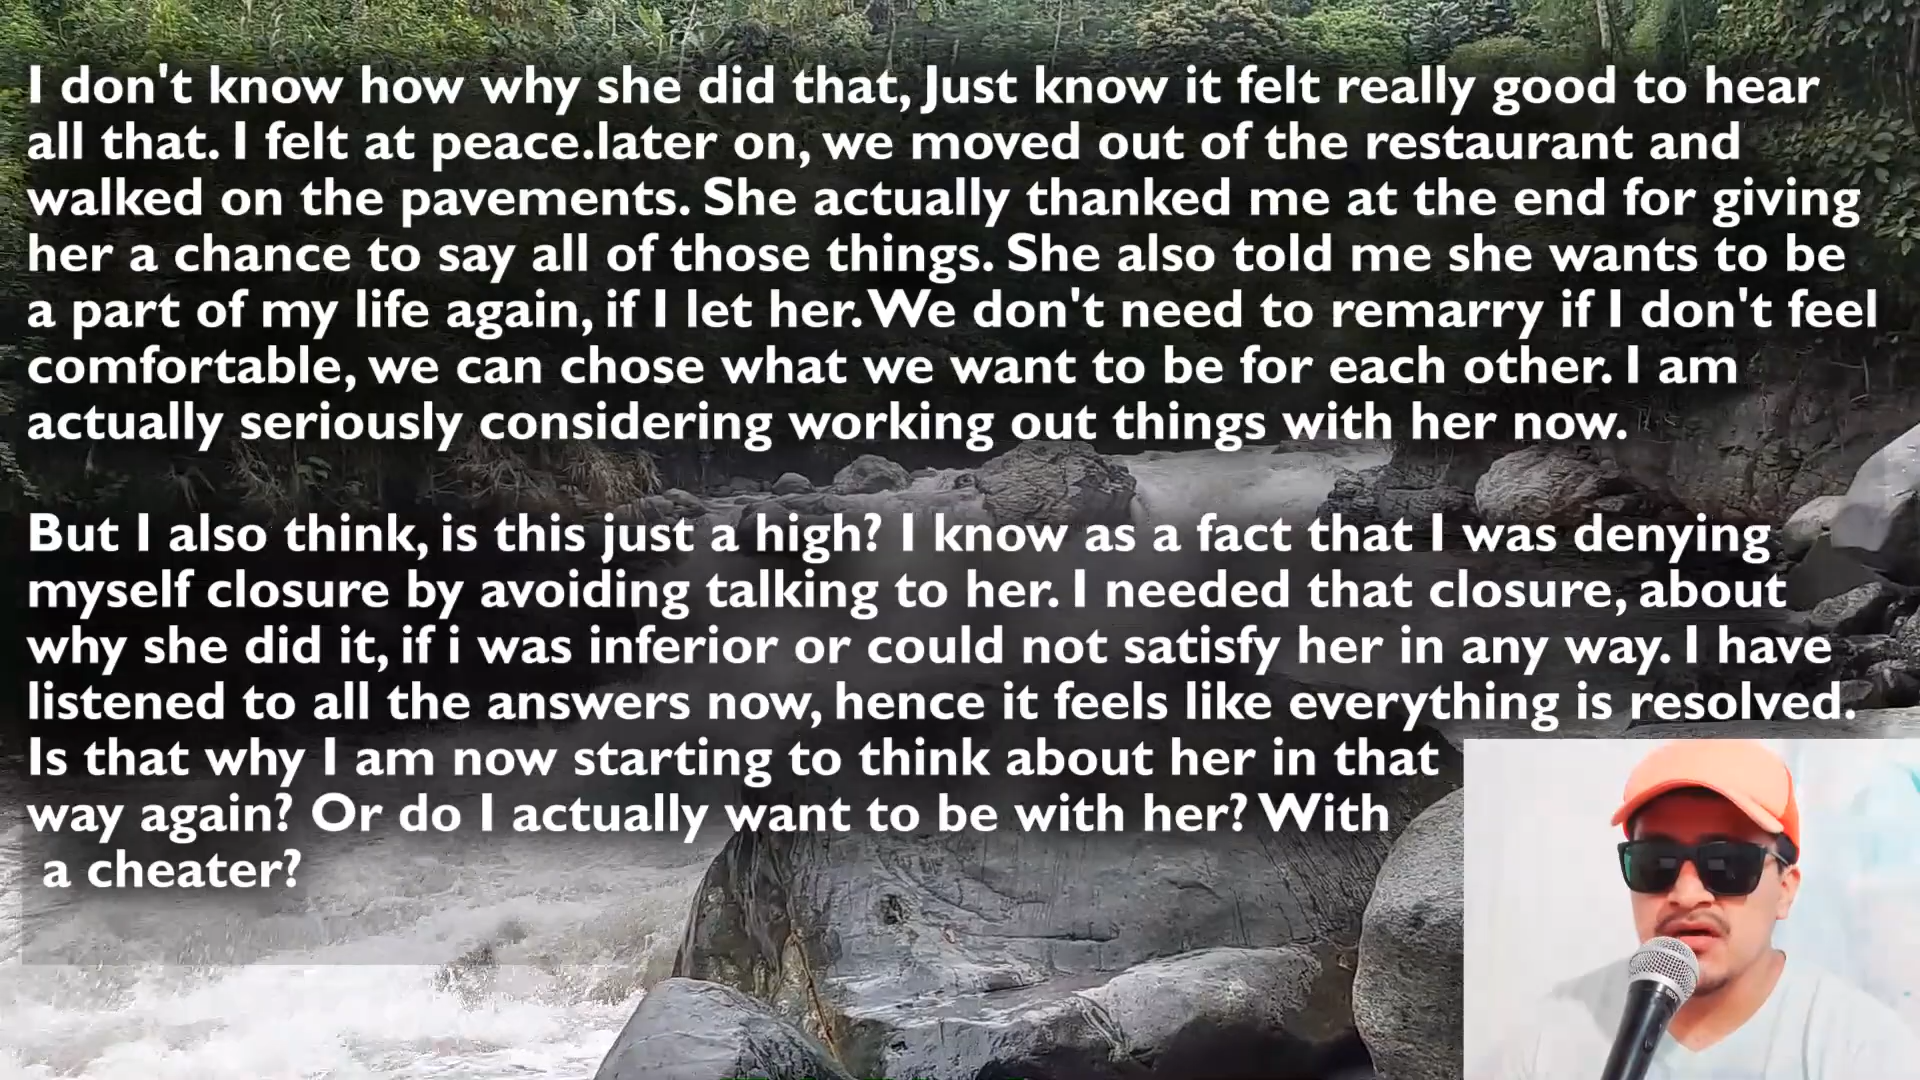 I don't know how why she did that, Just know it felt really good to hear
all that. I felt at peace.later on, we moved out of the restaurant and
walked on the pavements. She actually thanked me at the end for giving
her a chance to say all of those things. She also told me she wants to be
a part of my life again, if I let her. We don't need to remarry if I don't feel
comfortable, we can chose what we want to be for each other. I am
actually seriously considering working out things with her now.
But I also think, is this just a high? I know as a fact that I was denying
myself closure by avoiding talking to her. I needed that closure, about
why she did it, if i was inferior or could not satisfy her in any way. I have
listened to all the answers now, hence it feels like everything is resolved.
Is that why I am now starting to think about her in that
way again? Or do I actually want to be with her? With
a cheater?